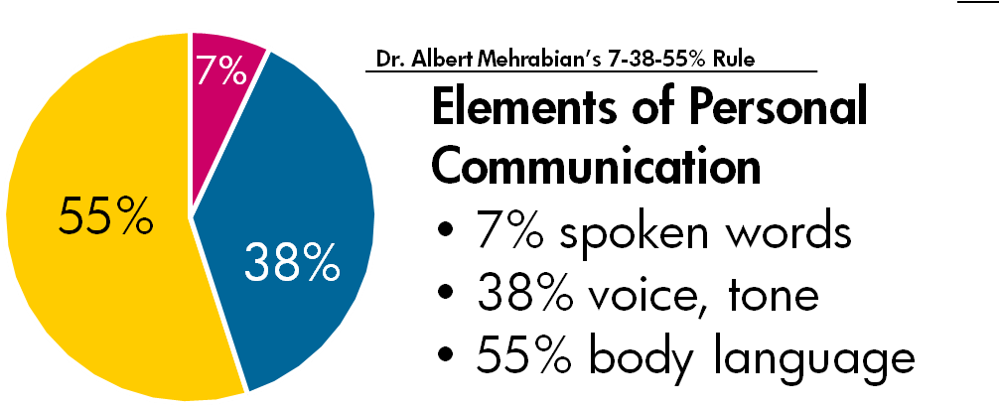 7%
38%
55%
Dr. Albert Mehrabian's 7-38-55% Rule
Elements of Personal
Communication
• 7% spoken words
• 38% voice, tone
• 55% body language